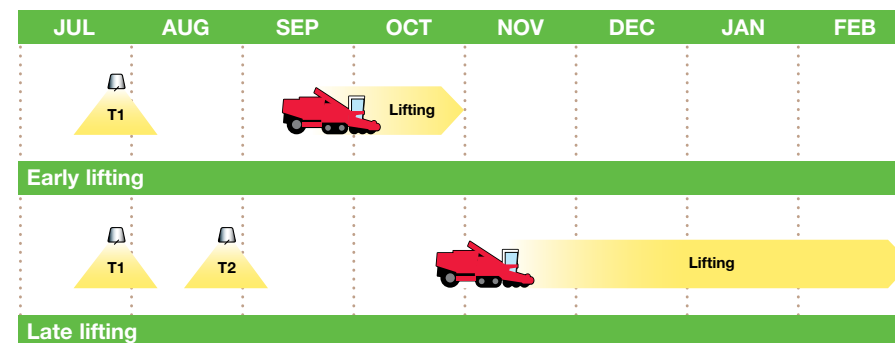 JUL AUG SEP OCT NOV DEC JAN FEB
T1 Lifting
Early lifting
T1 T2 Lifting
Late lifting